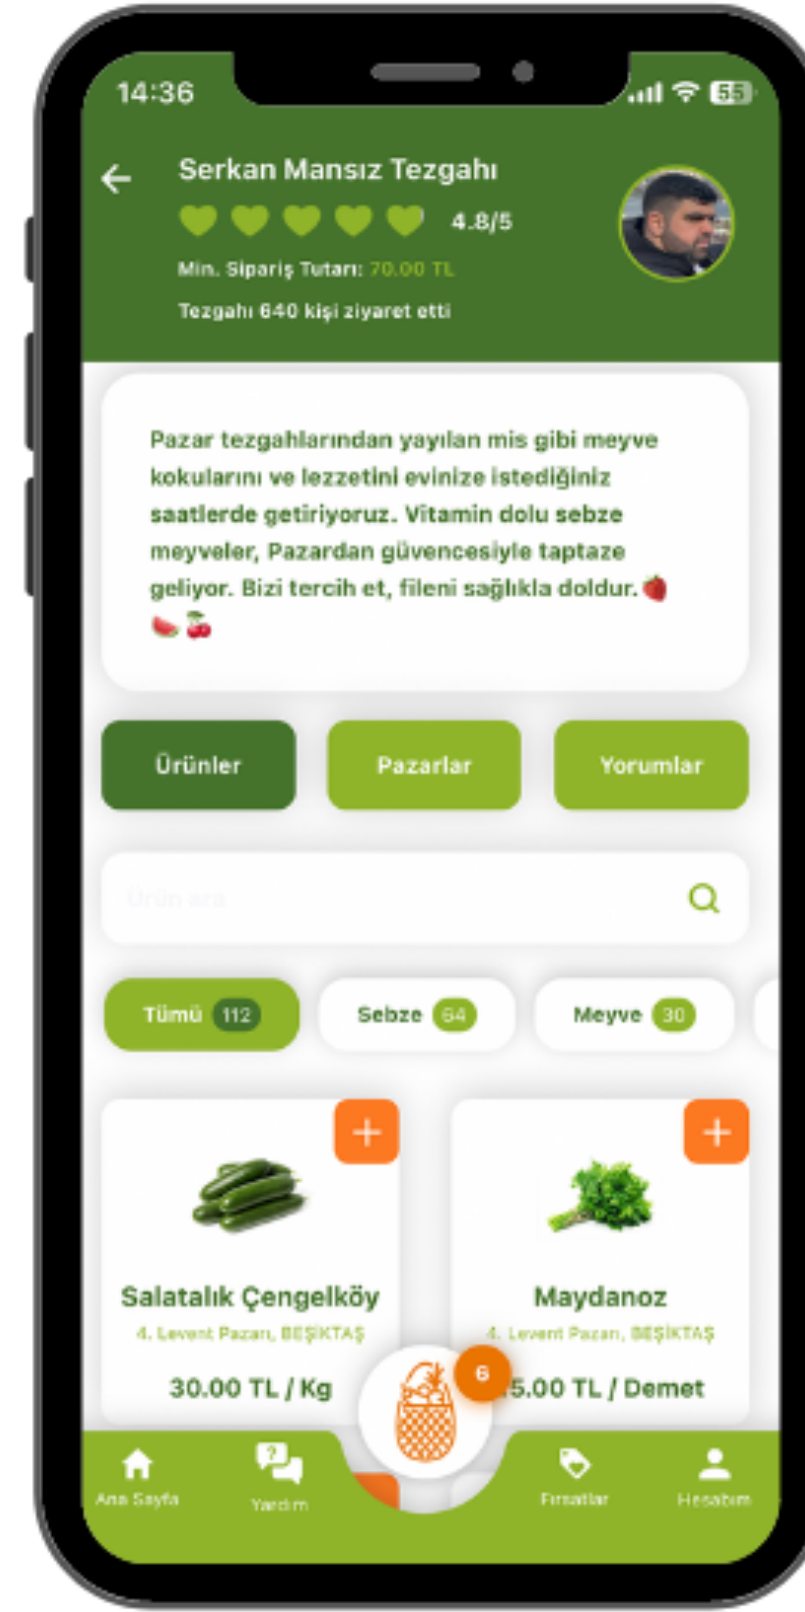 14:36
55
Serkan Mansız Tezgahı
4.8/5
Min. Sipariş Tutarı: 70.00 TL
Tezgahı 640 kişi ziyaret etti
Pazar tezgahlarından yayılan mis gibi meyve
kokularını ve lezzetini evinize istediğiniz
saatlerde getiriyoruz. Vitamin dolu sebze
meyveler, Pazardan güvencesiyle taptaze
geliyor. Bizi tercih et, fileni sağlıkla doldur.
Ürünler
Pazarlar
Yorumlar
Ürün ara
Tümü 112
Sebze 64
Meyve 30
Salatalık Çengelköy
4. Levent Pazarı, BEŞİKTAŞ
30.00 TL / Kg
Maydanoz
4. Levent Pazarı, BEŞİKTAŞ
5.00 TL / Demet
6
Ana Sayfa
Yardım
Fırsatlar
Hesabım